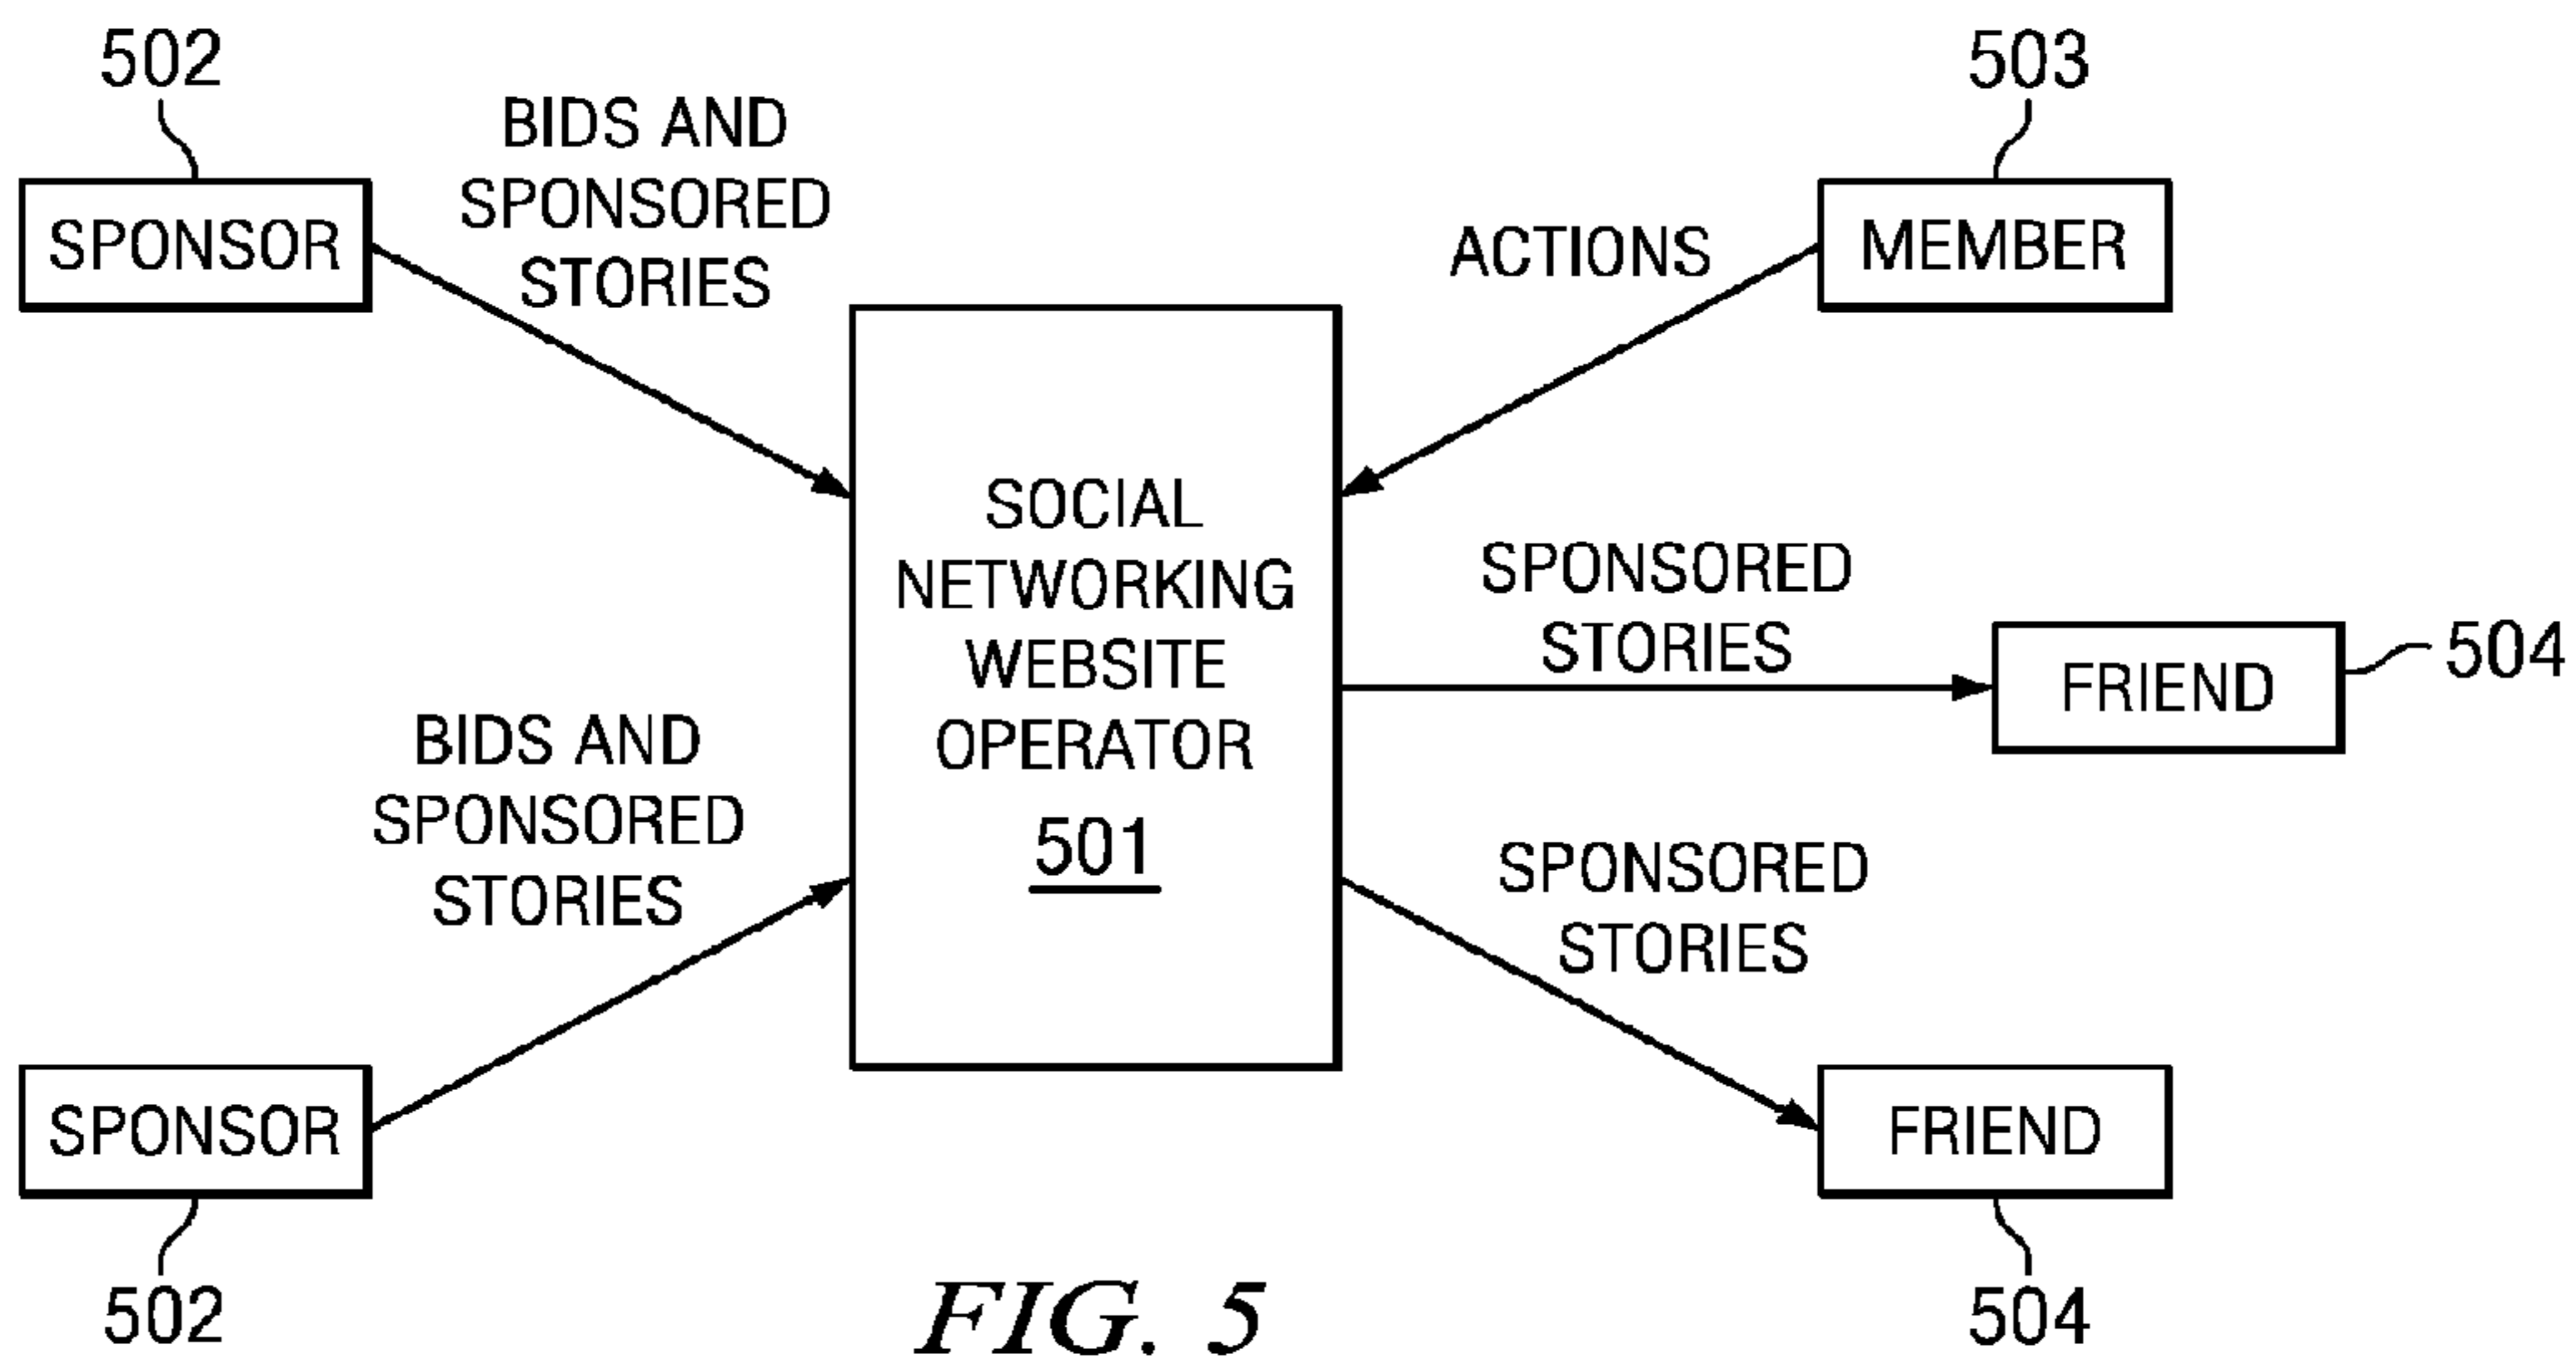 502
BIDS AND
SPONSORED
STORIES
SPONSOR
503
MEMBER
ACTIONS
SOCIAL
NETWORKING
WEBSITE
OPERATOR
501
SPONSORED
STORIES
FRIEND
504
BIDS AND
SPONSORED
STORIES
SPONSORED
STORIES
SPONSOR
502
FRIEND
504
FIG. 5